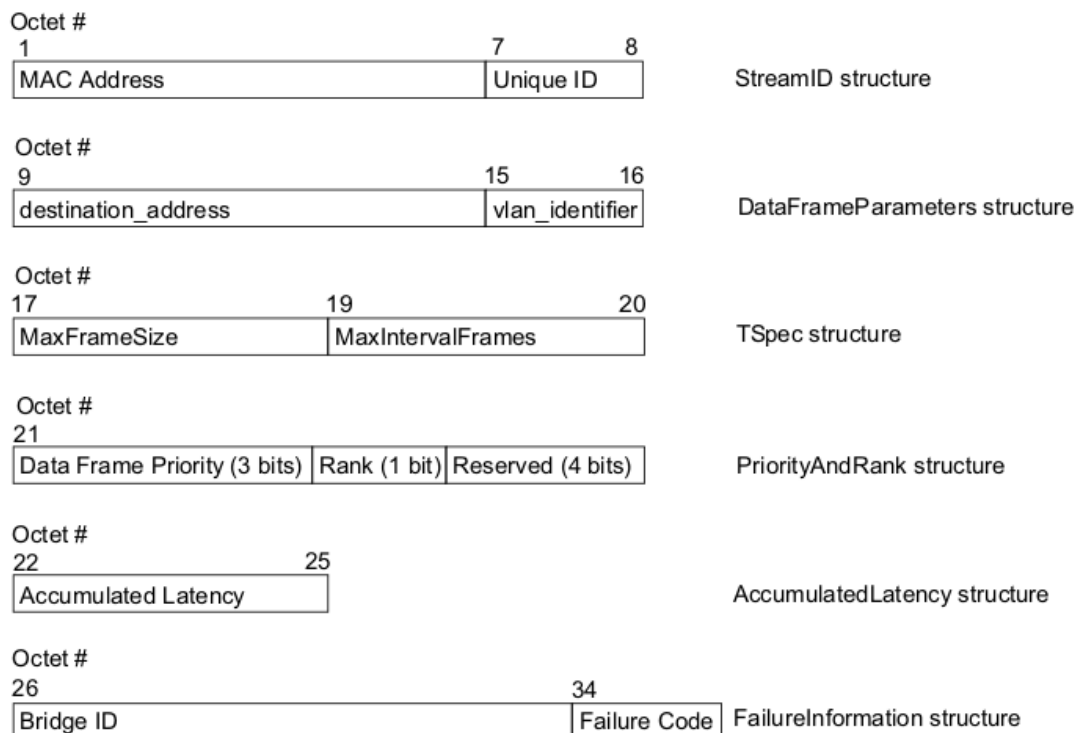 Octet #
1 7 8
MAC Address Unique ID StreamID structure
Octet #
9 15 16
destination_address vlan_identifier DataFrameParameters structure
Octet #
17 19 20
MaxFrameSize MaxIntervalFrames TSpec structure
Octet #
21
Data Frame Priority (3 bits) Rank (1 bit) Reserved (4 bits) PriorityAndRank structure
Octet #
22 25
Accumulated Latency AccumulatedLatency structure
Octet #
26 34
Bridge ID Failure Code FailureInformation structure